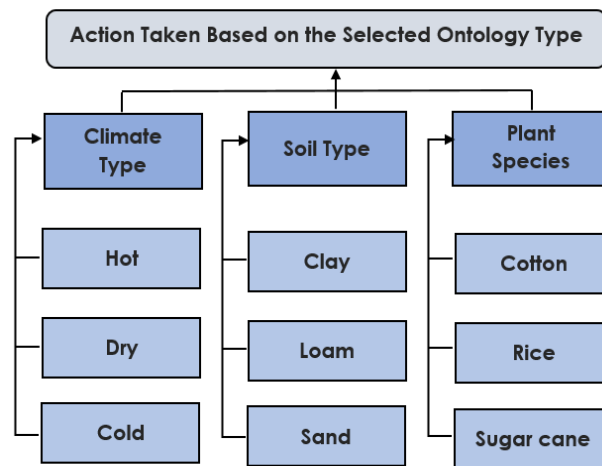 Action Taken Based on the Selected Ontology Type
Climate
Type
Soil Type
Plant
Species
Hot
Clay
Cotton
Dry
Loam
Rice
Cold
Sand
Sugar cane